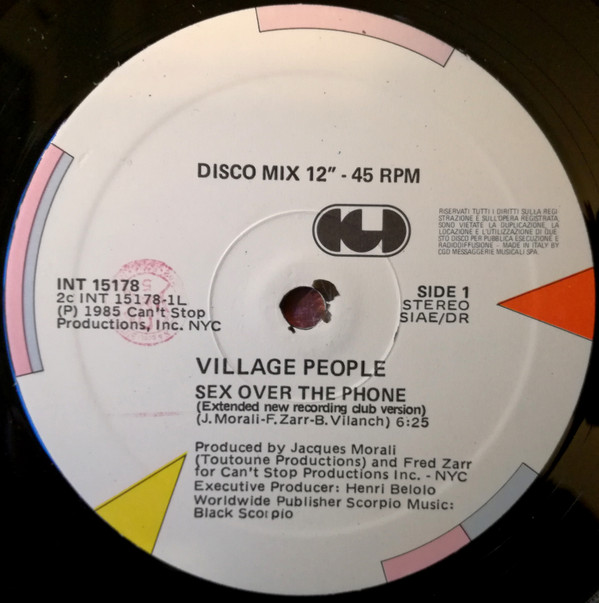 DISCO MIX 12" - 45 RPM
RISERVATI TUTTI I DIRITTI SULLA REGI
STRAZIONE E SULL'OPERA REGISTRATA.
SONO VIETATE LA DUPLICAZIONE, LA
LOCAZIONE E L'UTILIZZAZIONE DI QUE
STO DISCO PER PUBBLICA ESECUZIONE E
RADIODIFFUSIONE - MADE IN ITALY BY
CGD MESSAGGERIE MUSICALI SPA.
INT 15178
2c INT 15178-1L
(P) 1985 Can't Stop
Productions, Inc. NYC
SIDE 1
STEREO
SIAE/DR
VILLAGE PEOPLE
SEX OVER THE PHONE
(Extended new recording club version)
(J. Morali-F. Zarr-B. Vilanch) 6:25
Produced by Jacques Morali
(Toutoune Productions) and Fred Zarr
for Can't Stop Productions Inc. - NYC
Executive Producer: Henri Belolo
Worldwide Publisher Scorpio Music:
Black Scorpio